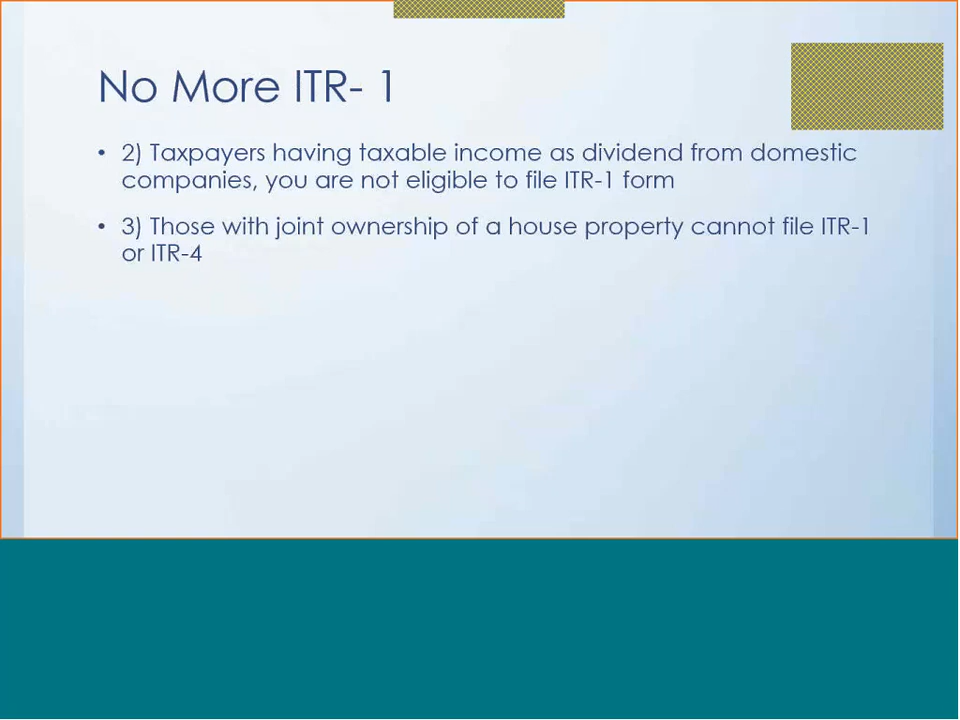 No More ITR- 1
• 2) Taxpayers having taxable income as dividend from domestic
companies, you are not eligible to file ITR-1 form
• 3) Those with joint ownership of a house property cannot file ITR-1
or ITR-4